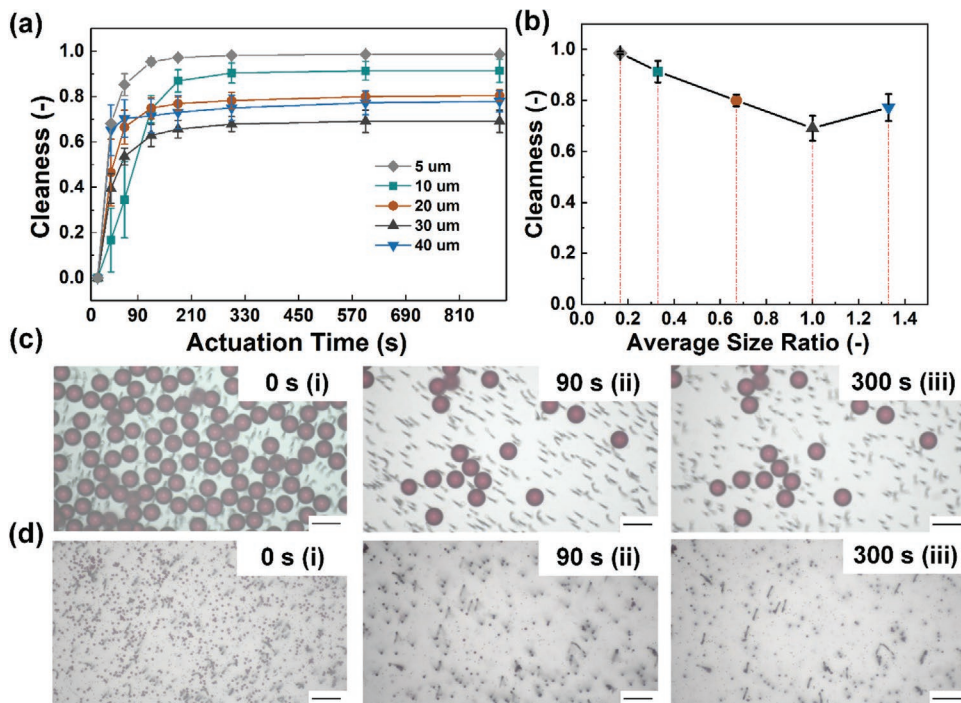 (a)
1.0
0.8
0.6
0.4
0.2
0.0
Cleaness (-)
5 um
10 um
20 um
30 um
40 um
0 90 210 330 450 570 690 810
Actuation Time (s)
(b)
1.0
0.8
0.6
0.4
0.2
0.0
Cleanness (-)
0.0 0.2 0.4 0.6 0.8 1.0 1.2 1.4
Average Size Ratio (-)
(c)
0 s (i)
90 s (ii)
300 s (iii)
(d)
0 s (i)
90 s (ii)
300 s (iii)